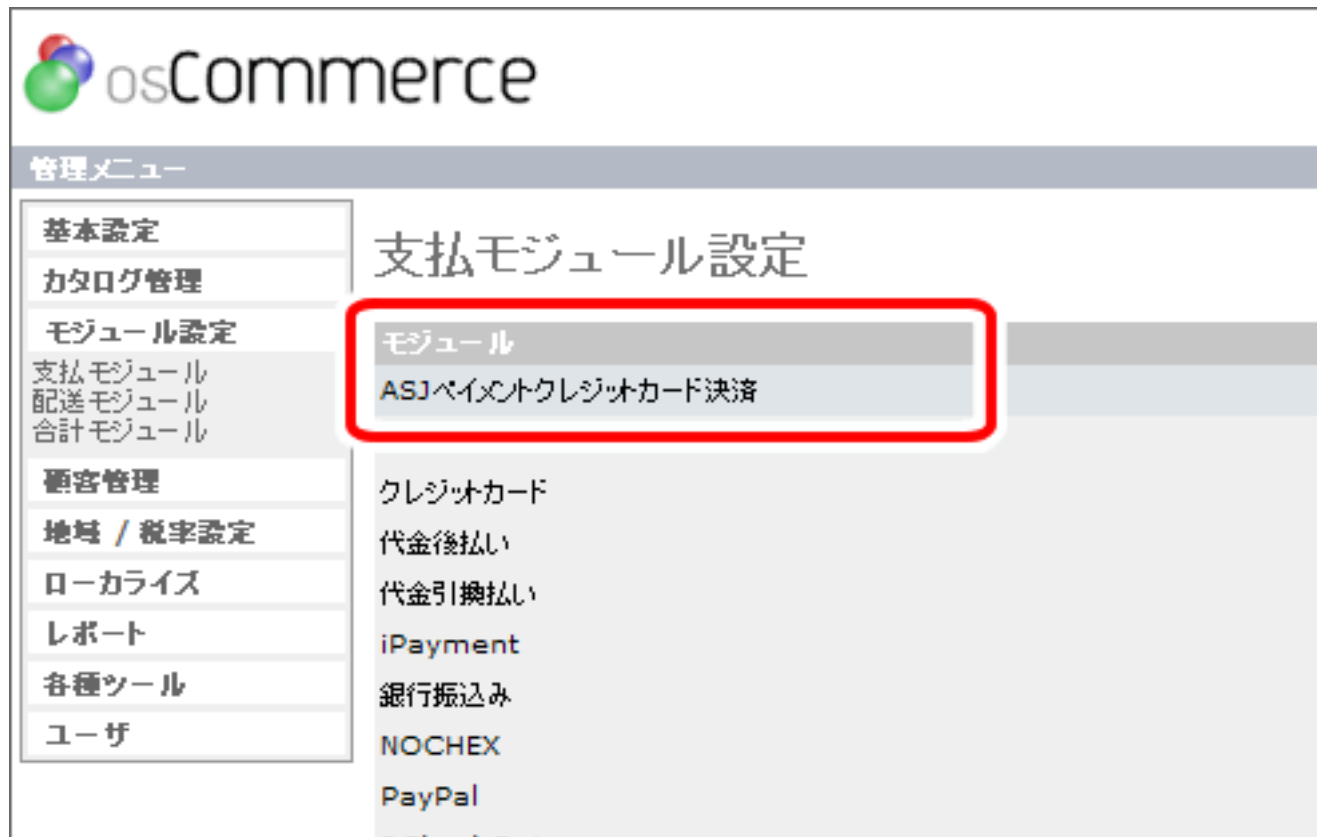 osCommerce
管理メニュー
基本設定
カタログ管理
モジュール設定
支払モジュール
配送モジュール
合計モジュール
顧客管理
地域 / 税率設定
ローカライズ
レポート
各種ツール
ユーザ
支払モジュール設定
モジュール
ASJペイメントクレジットカード決済
クレジットカード
代金後払い
代金引換払い
iPayment
銀行振込み
NOCHEX
PayPal